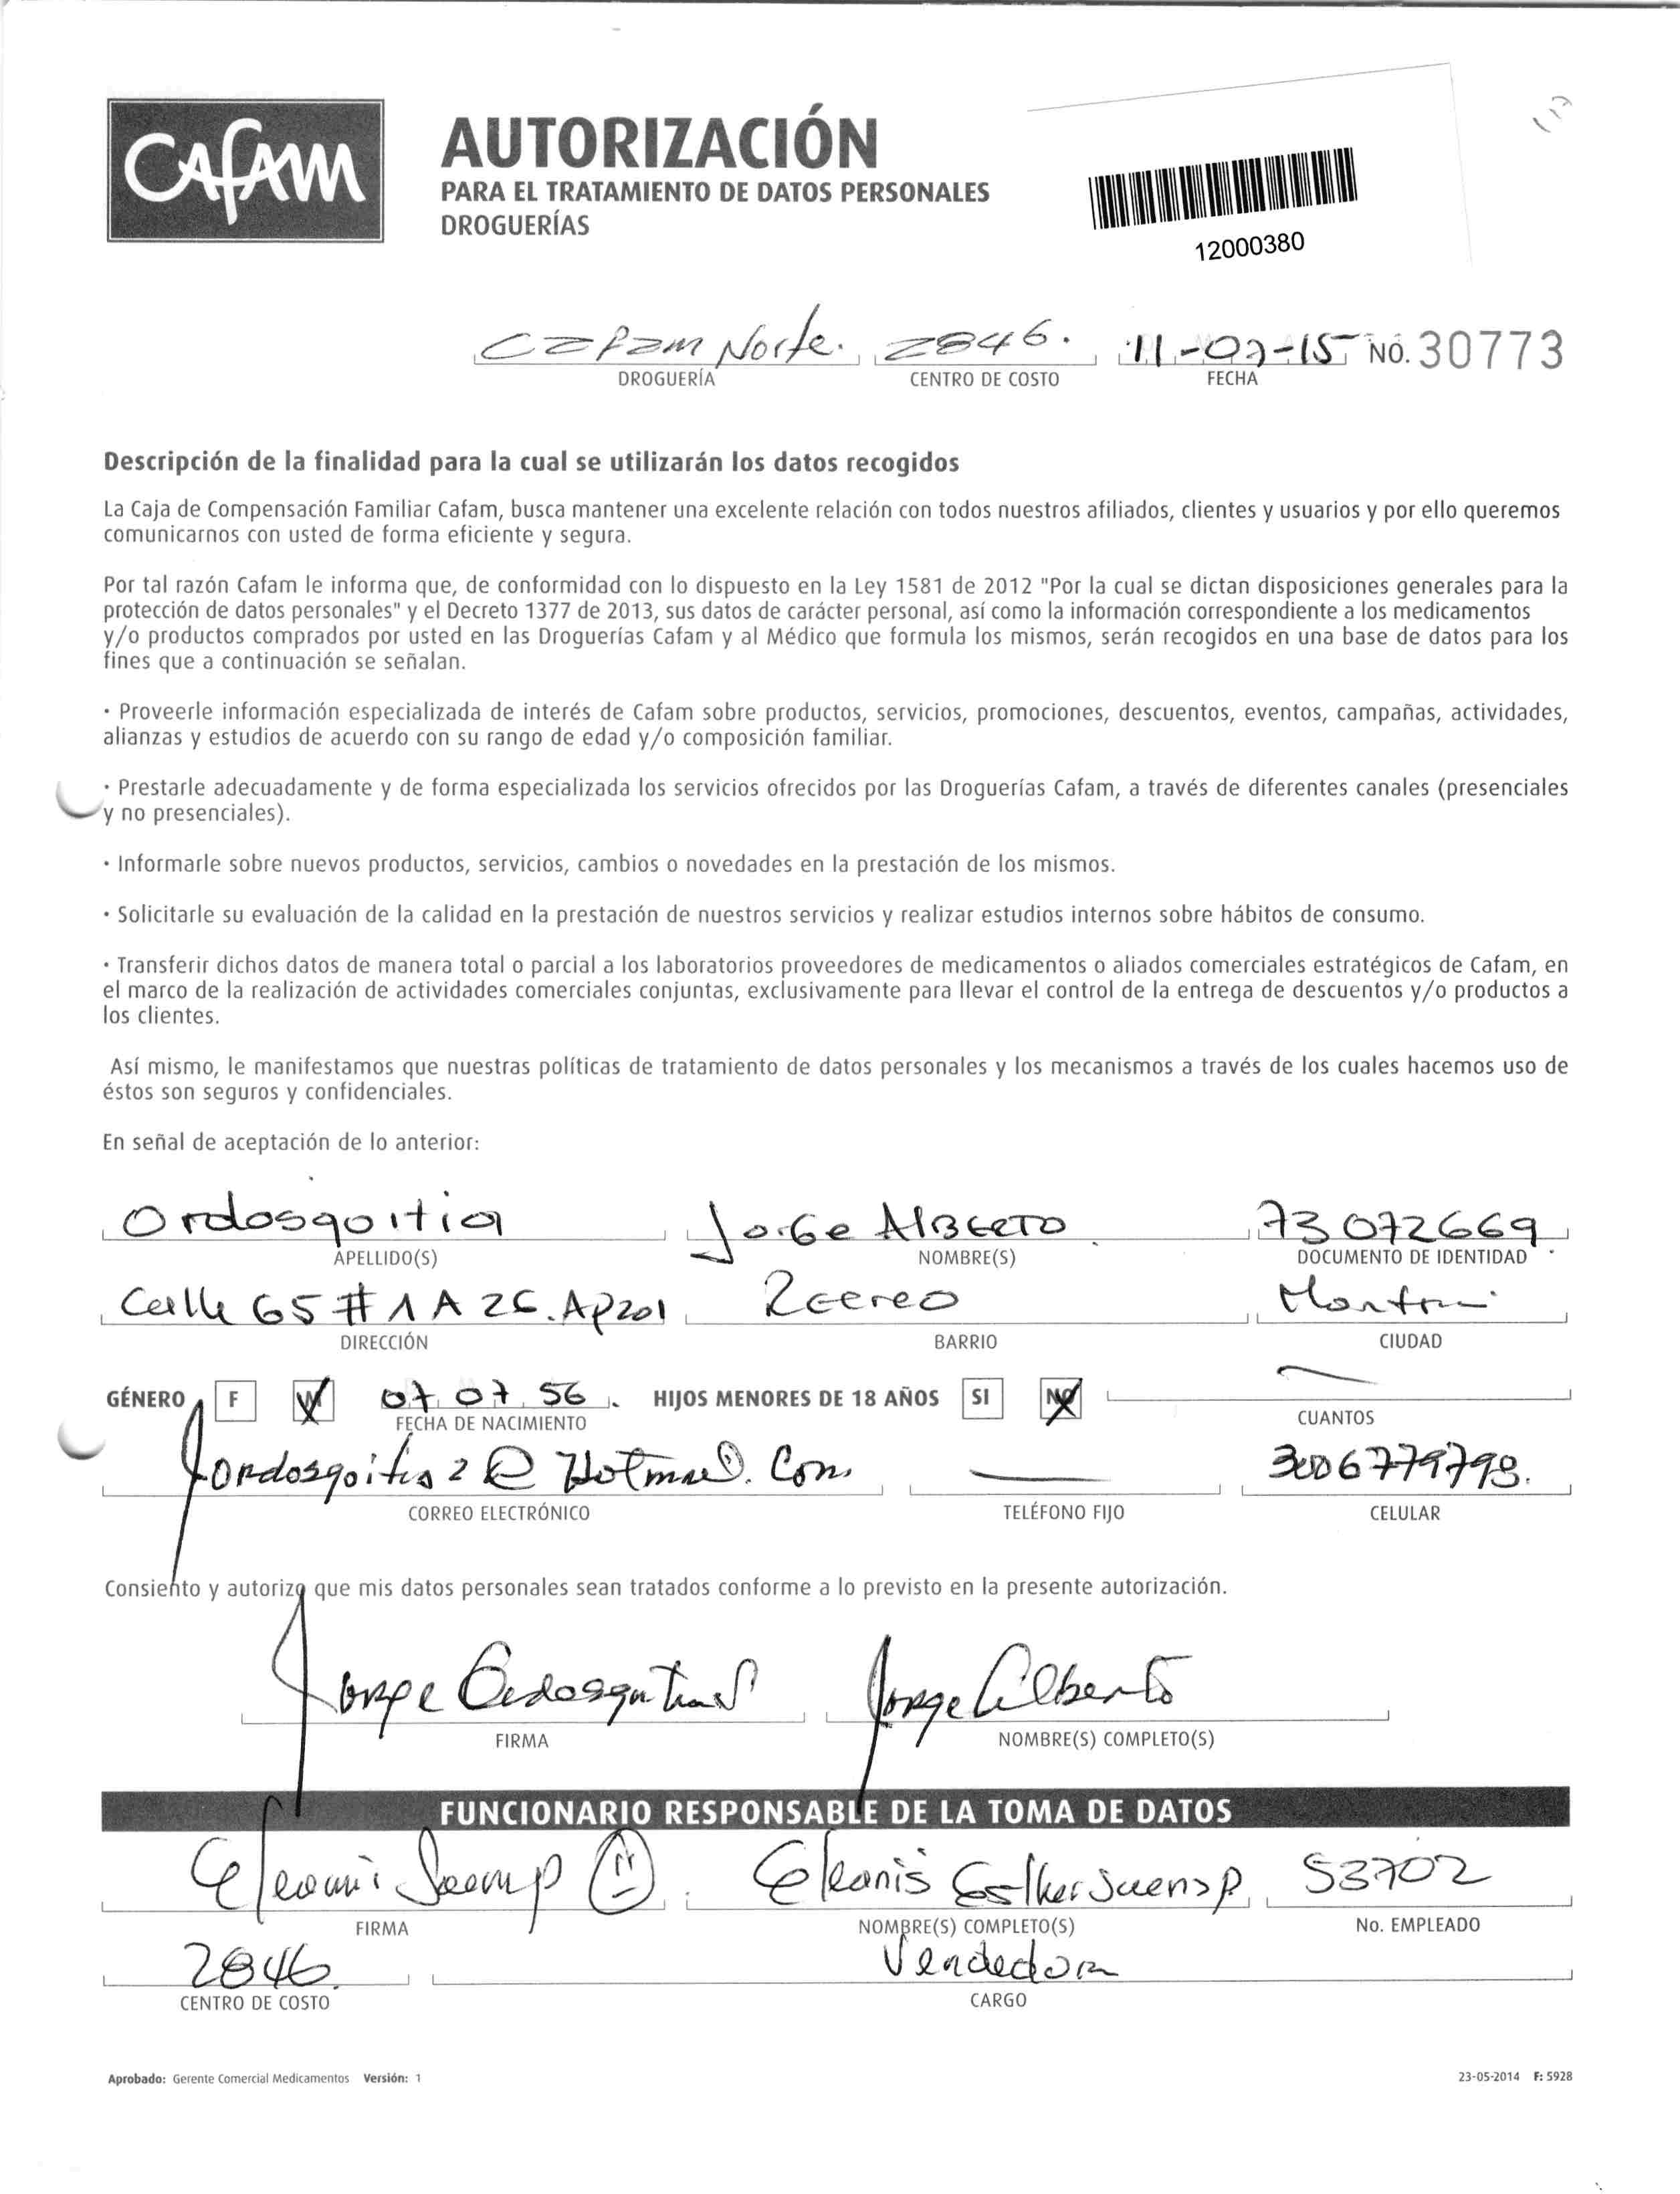 CAFAM
AUTORIZACIÓN
PARA EL TRATAMIENTO DE DATOS PERSONALES
DROGUERÍAS
12000380
Cafam Norte. 2846. 11-07-15 NO. 30773
DROGUERÍA CENTRO DE COSTO FECHA
Descripción de la finalidad para la cual se utilizarán los datos recogidos
La Caja de Compensación Familiar Cafam, busca mantener una excelente relación con todos nuestros afiliados, clientes y usuarios y por ello queremos
comunicarnos con usted de forma eficiente y segura.
Por tal razón Cafam le informa que, de conformidad con lo dispuesto en la Ley 1581 de 2012 "Por la cual se dictan disposiciones generales para la
protección de datos personales" y el Decreto 1377 de 2013, sus datos de carácter personal, así como la información correspondiente a los medicamentos
y/o productos comprados por usted en las Droguerías Cafam y al Médico que formula los mismos, serán recogidos en una base de datos para los
fines que a continuación se señalan.
· Proveerle información especializada de interés de Cafam sobre productos, servicios, promociones, descuentos, eventos, campañas, actividades,
alianzas y estudios de acuerdo con su rango de edad y/o composición familiar.
· Prestarle adecuadamente y de forma especializada los servicios ofrecidos por las Droguerías Cafam, a través de diferentes canales (presenciales
y no presenciales).
· Informarle sobre nuevos productos, servicios, cambios o novedades en la prestación de los mismos.
· Solicitarle su evaluación de la calidad en la prestación de nuestros servicios y realizar estudios internos sobre hábitos de consumo.
· Transferir dichos datos de manera total o parcial a los laboratorios proveedores de medicamentos o aliados comerciales estratégicos de Cafam, en
el marco de la realización de actividades comerciales conjuntas, exclusivamente para llevar el control de la entrega de descuentos y/o productos a
los clientes.
Así mismo, le manifestamos que nuestras políticas de tratamiento de datos personales y los mecanismos a través de los cuales hacemos uso de
éstos son seguros y confidenciales.
En señal de aceptación de lo anterior:
Ordosgoitia Jorge Alberto 73072669
APELLIDO(S) NOMBRE(S) DOCUMENTO DE IDENTIDAD
Calle 65 # 1 A 26. Ap201
DIRECCIÓN BARRIO CIUDAD
GÉNERO F M 07 07 56. HIJOS MENORES DE 18 AÑOS SI NO
FECHA DE NACIMIENTO CUANTOS
Jordosgoitia2@Hotmail.Com 3006779798.
CORREO ELECTRÓNICO TELÉFONO FIJO CELULAR
Consiento y autorizo que mis datos personales sean tratados conforme a lo previsto en la presente autorización.
Jorge Ordosgoitia Jorge Alberto
FIRMA NOMBRE(S) COMPLETO(S)
FUNCIONARIO RESPONSABLE DE LA TOMA DE DATOS
Eleanis Esther Saens P 53702
FIRMA NOMBRE(S) COMPLETO(S) No. EMPLEADO
2846. Vendedora
CENTRO DE COSTO CARGO
Aprobado: Gerente Comercial Medicamentos Versión: 1 23-05-2014 F: 5928